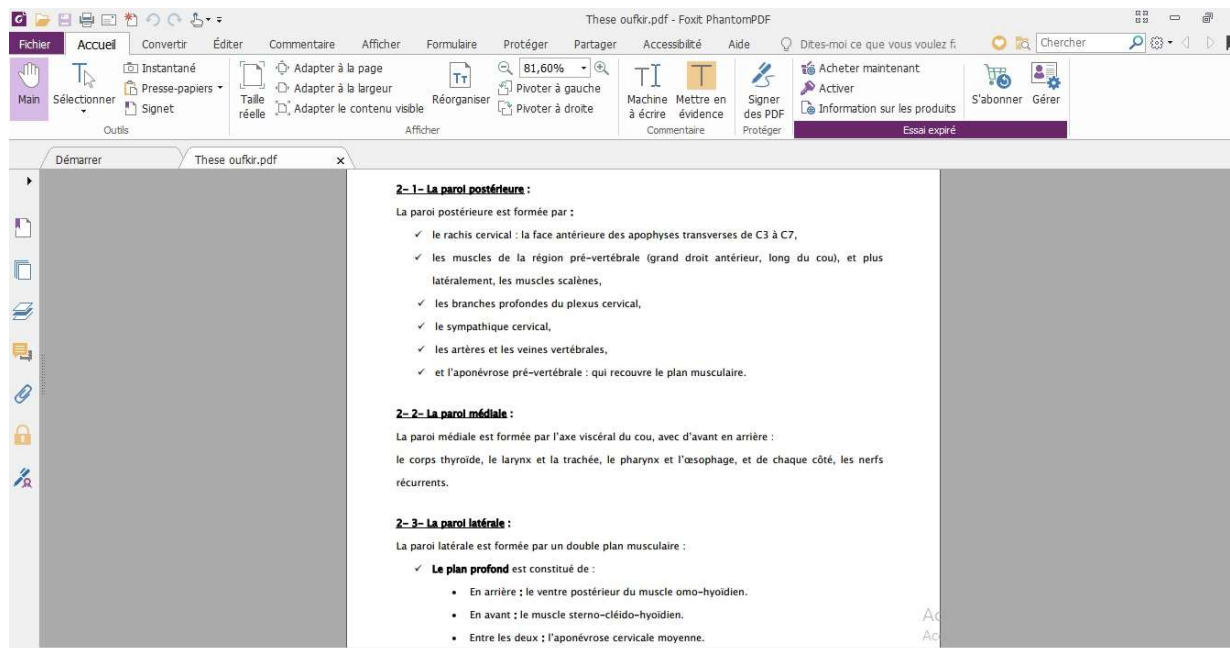 These oufkir.pdf - Foxit PhantomPDF
Fichier Accueil Convertir Éditer Commentaire Afficher Formulaire Protéger Partager Accessibilité Aide Dites-moi ce que vous voulez f Chercher
Main
Sélectionner
Instantané
Presse-papiers
Signet
Outils
Taille
réelle
Adapter à la page
Adapter à la largeur
Adapter le contenu visible
Réorganiser
81,60%
Pivoter à gauche
Pivoter à droite
Afficher
Machine
à écrire
Mettre en
évidence
Commentaire
Signer
des PDF
Protéger
Acheter maintenant
Activer
Information sur les produits
S'abonner
Gérer
Essai expiré
Démarrer These oufkir.pdf x
2- 1- La paroi postérieure :
La paroi postérieure est formée par :
✓ le rachis cervical : la face antérieure des apophyses transverses de C3 à C7,
✓ les muscles de la région pré-vertébrale (grand droit antérieur, long du cou), et plus
latéralement, les muscles scalènes,
✓ les branches profondes du plexus cervical,
✓ le sympathique cervical,
✓ les artères et les veines vertébrales,
✓ et l'aponévrose pré-vertébrale : qui recouvre le plan musculaire.
2- 2- La paroi médiale :
La paroi médiale est formée par l'axe viscéral du cou, avec d'avant en arrière :
le corps thyroïde, le larynx et la trachée, le pharynx et l'œsophage, et de chaque côté, les nerfs
récurrents.
2- 3- La paroi latérale :
La paroi latérale est formée par un double plan musculaire :
✓ Le plan profond est constitué de :
• En arrière : le ventre postérieur du muscle omo-hyoïdien.
• En avant : le muscle sterno-cléido-hyoïdien.
• Entre les deux : l'aponévrose cervicale moyenne.